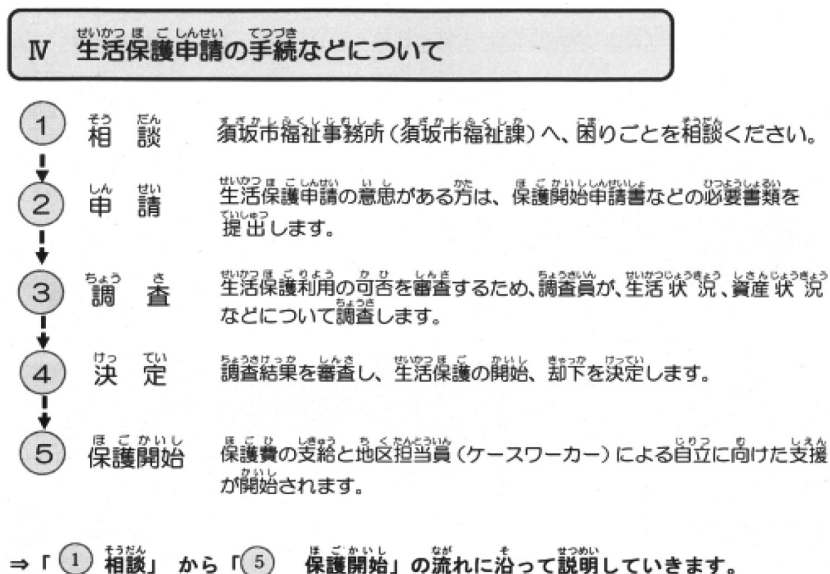 Ⅳ 生活保護申請の手続などについて
① 相談 須坂市福祉事務所（須坂市福祉課）へ、困りごとを相談ください。
② 申請 生活保護申請の意思がある方は、保護開始申請書などの必要書類を
提出します。
③ 調査 生活保護利用の可否を審査するため、調査員が、生活状況、資産状況
などについて調査します。
④ 決定 調査結果を審査し、生活保護の開始、却下を決定します。
⑤ 保護開始 保護費の支給と地区担当員（ケースワーカー）による自立に向けた支援
が開始されます。
⇒「① 相談」 から「⑤ 保護開始」の流れに沿って説明していきます。